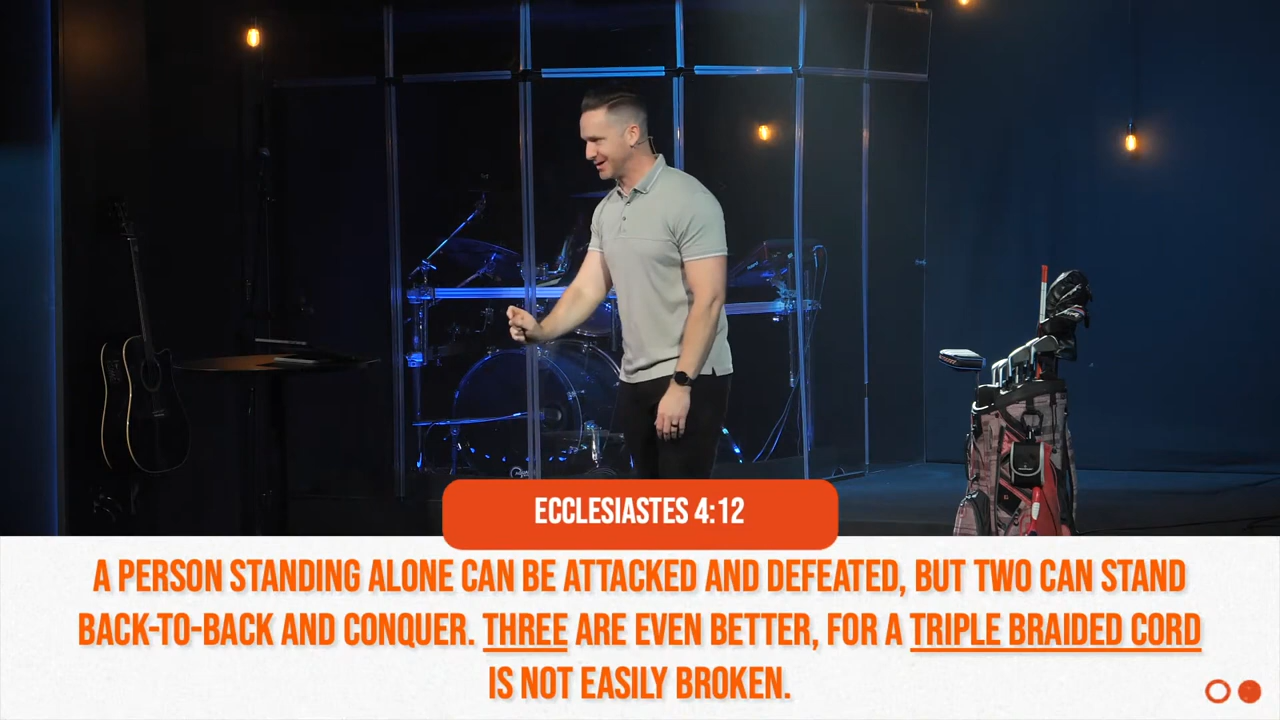 ECCLESIASTES 4:12
A PERSON STANDING ALONE CAN BE ATTACKED AND DEFEATED, BUT TWO CAN STAND
BACK-TO-BACK AND CONQUER. THREE ARE EVEN BETTER, FOR A TRIPLE BRAIDED CORD
IS NOT EASILY BROKEN.